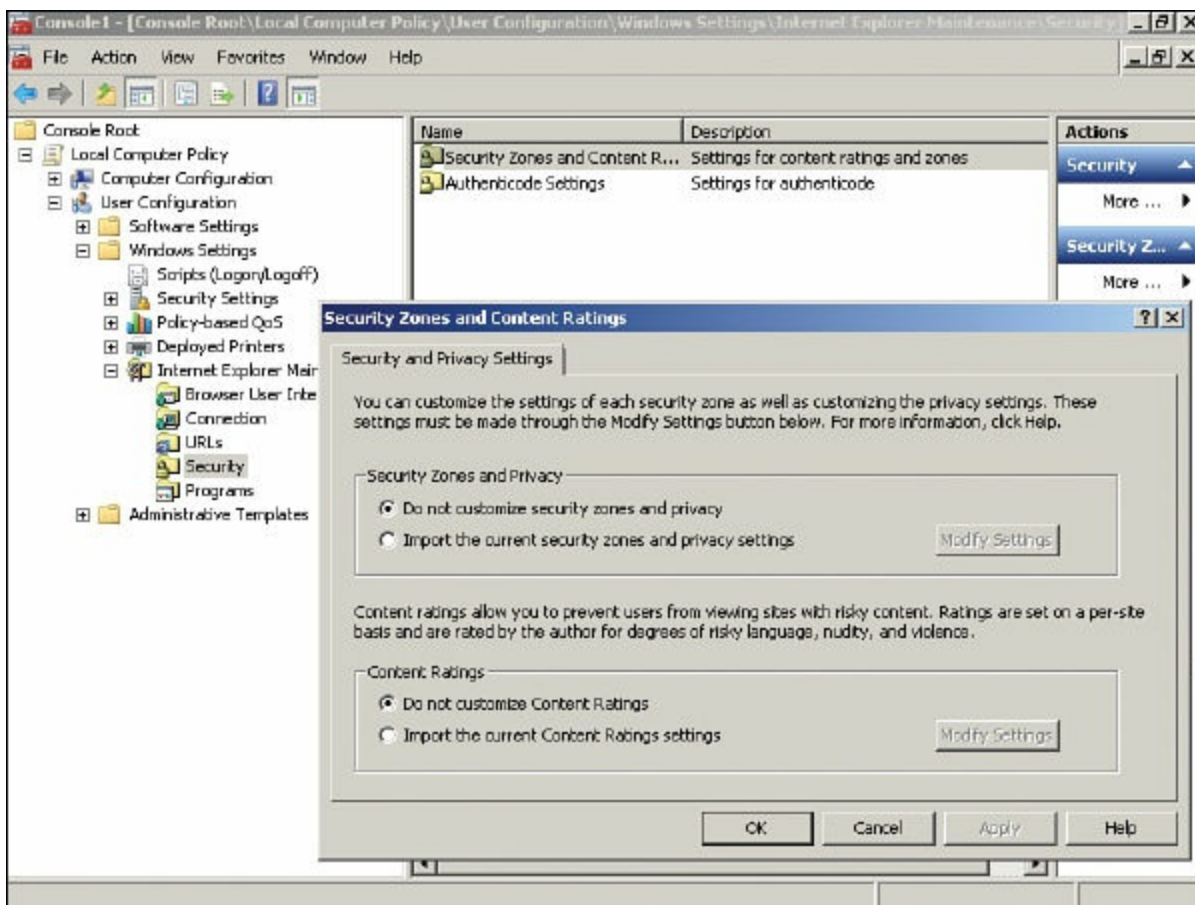 Console1 - [Console Root\Local Computer Policy\User Configuration\Windows Settings\Internet Explorer Maintenance\Security]
File Action View Favorites Window Help
Console Root
Local Computer Policy
Computer Configuration
User Configuration
Software Settings
Windows Settings
Scripts (Logon/Logoff)
Security Settings
Policy-based QoS
Deployed Printers
Internet Explorer Main
Browser User Inte
Connection
URLs
Security
Programs
Administrative Templates
Name Description
Security Zones and Content R... Settings for content ratings and zones
Authenticode Settings Settings for authenticode
Actions
Security
More ...
Security Z...
More ...
Security Zones and Content Ratings
Security and Privacy Settings
You can customize the settings of each security zone as well as customizing the privacy settings. These
settings must be made through the Modify Settings button below. For more information, click Help.
Security Zones and Privacy
Do not customize security zones and privacy
Import the current security zones and privacy settings
Modify Settings
Content ratings allow you to prevent users from viewing sites with risky content. Ratings are set on a per-site
basis and are rated by the author for degrees of risky language, nudity, and violence.
Content Ratings
Do not customize Content Ratings
Import the current Content Ratings settings
Modify Settings
OK Cancel Apply Help